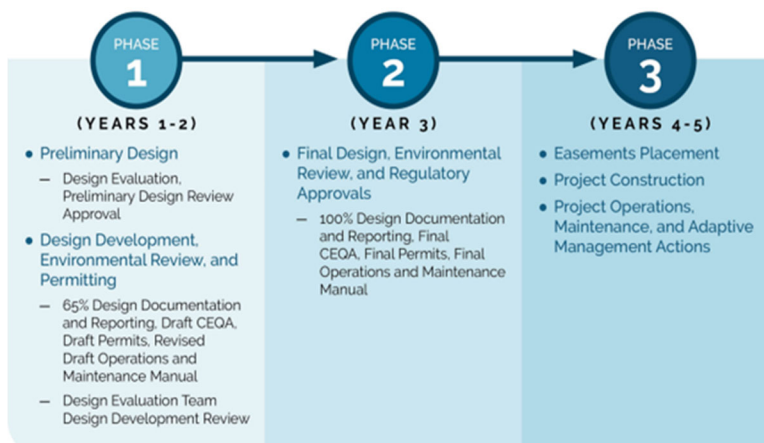 PHASE
1
(YEARS 1-2)
• Preliminary Design
— Design Evaluation,
Preliminary Design Review
Approval
• Design Development,
Environmental Review, and
Permitting
— 65% Design Documentation
and Reporting, Draft CEQA,
Draft Permits, Revised
Draft Operations and
Maintenance Manual
— Design Evaluation Team
Design Development Review
PHASE
2
(YEAR 3)
• Final Design, Environmental
Review, and Regulatory
Approvals
— 100% Design Documentation
and Reporting, Final
CEQA, Final Permits, Final
Operations and Maintenance
Manual
PHASE
3
(YEARS 4-5)
• Easements Placement
• Project Construction
• Project Operations,
Maintenance, and Adaptive
Management Actions